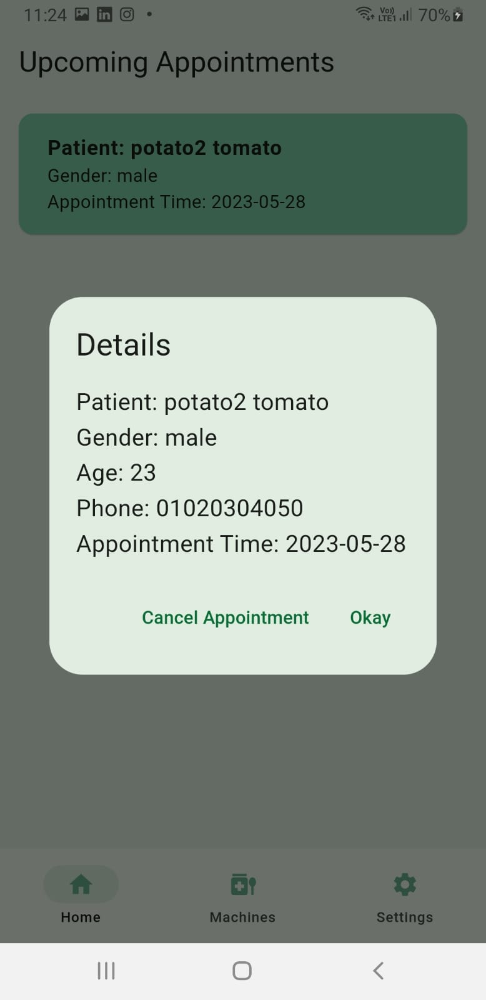 11:24
Vo))
LTE1
70%
Upcoming Appointments
Patient: potato2 tomato
Gender: male
Appointment Time: 2023-05-28
Details
Patient: potato2 tomato
Gender: male
Age: 23
Phone: 01020304050
Appointment Time: 2023-05-28
Cancel Appointment Okay
Home Machines Settings